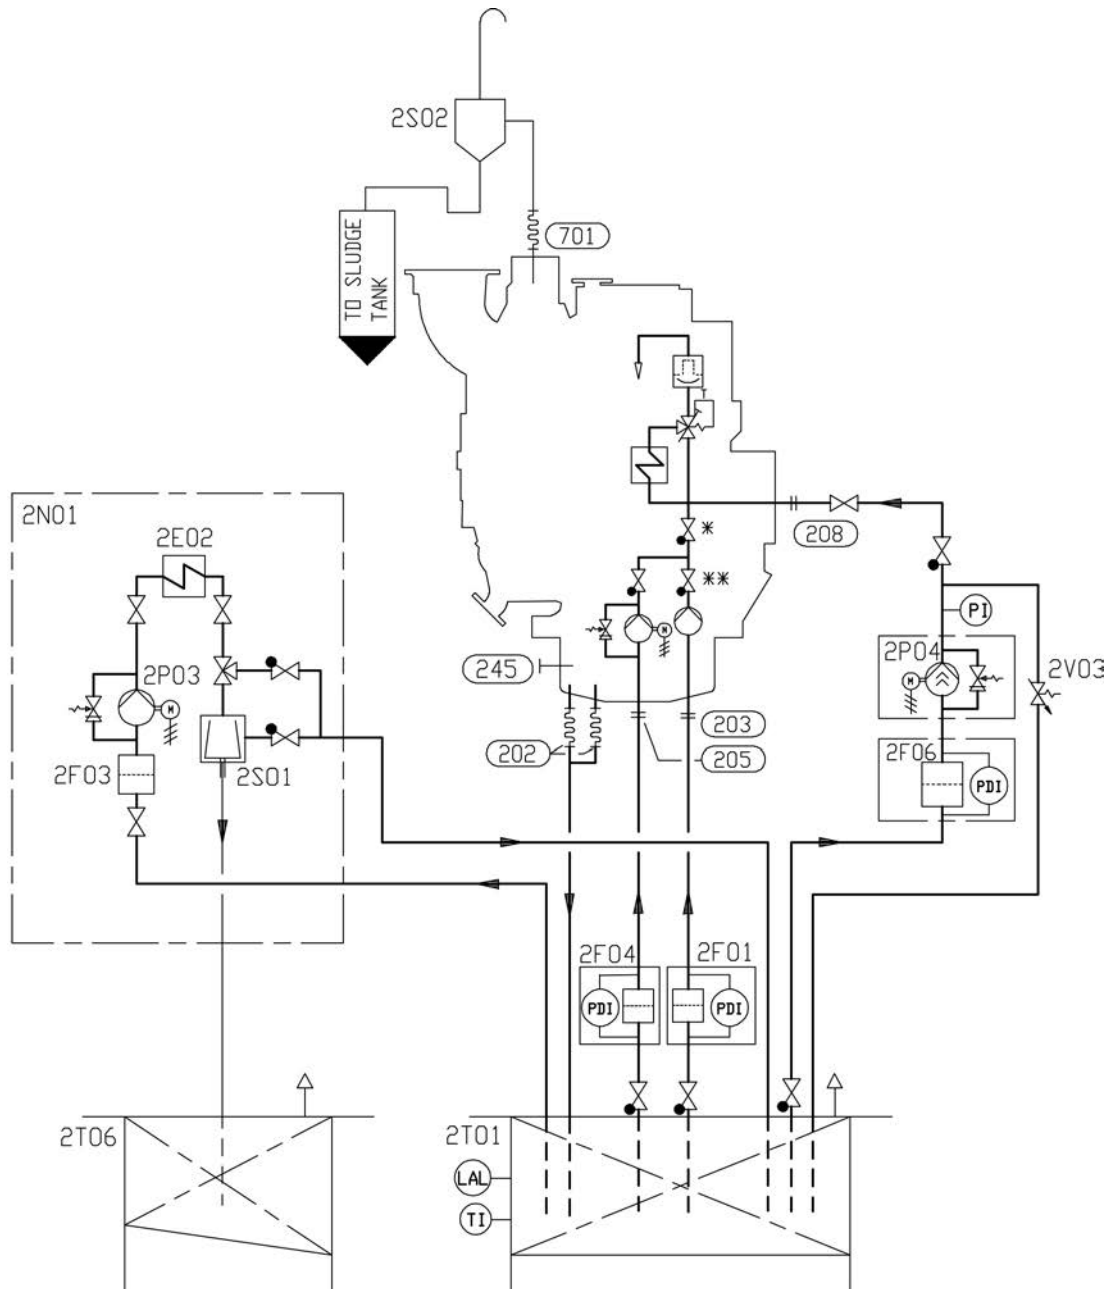 2S02
701
TO SLUDGE
TANK
T
2N01
2E02
208
*
**
PI
2P03
M
M
245
2P04
M
2V03
203
202
205
2F03
2S01
2F06
PDI
2F04
2F01
PDI
PDI
2T06
2T01
LAL
TI